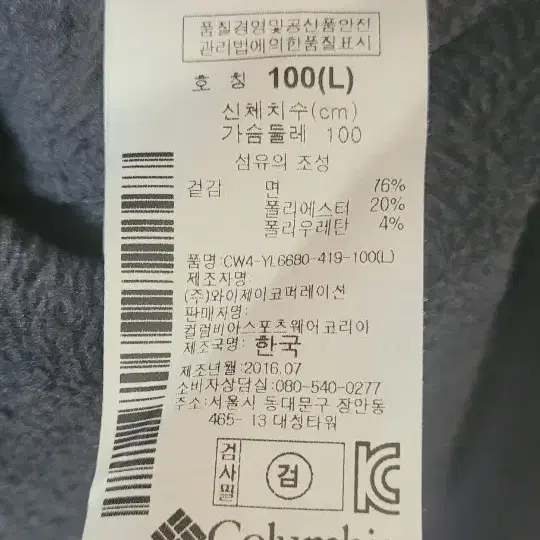 품질경영및공산품안전
관리법에의한품질표시
호 칭 100(L)
신체치수(cm)
가슴둘레 100
섬유의 조성
겉감 면 76%
폴리에스터 20%
폴리우레탄 4%
품명:CW4-YL6680-419-100(L)
제조자명:
(주)와이제이코퍼레이션
판매자명:
컬럼비아스포츠웨어코리아
제조국명: 한국
제조년월:2016.07
소비자상담실:080-540-0277
주소:서울시 동대문구 장안동
465- 13 대성타워
검사필 검 KC
Columbia